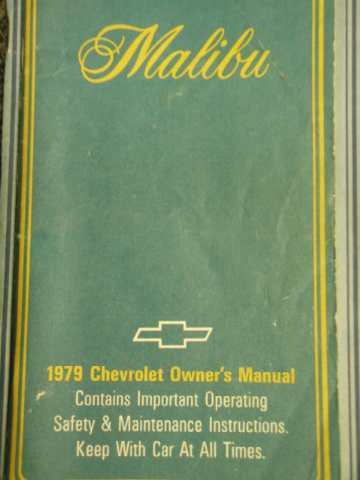 Malibu
1979 Chevrolet Owner's Manual
Contains Important Operating
Safety & Maintenance Instructions.
Keep With Car At All Times.